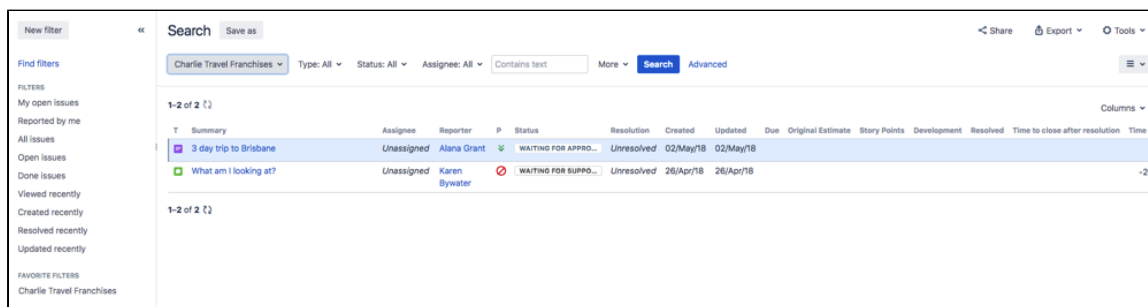 New filter «
Find filters
FILTERS
My open issues
Reported by me
All issues
Open issues
Done issues
Viewed recently
Created recently
Resolved recently
Updated recently
FAVORITE FILTERS
Charlie Travel Franchises
Search Save as Share Export Tools
Charlie Travel Franchises Type: All Status: All Assignee: All Contains text More Search Advanced
1–2 of 2
Columns
T Summary Assignee Reporter P Status Resolution Created Updated Due Original Estimate Story Points Development Resolved Time to close after resolution Time
3 day trip to Brisbane Unassigned Alana Grant WAITING FOR APPRO... Unresolved 02/May/18 02/May/18
What am I looking at? Unassigned Karen Bywater WAITING FOR SUPPO... Unresolved 26/Apr/18 26/Apr/18 -2
1–2 of 2